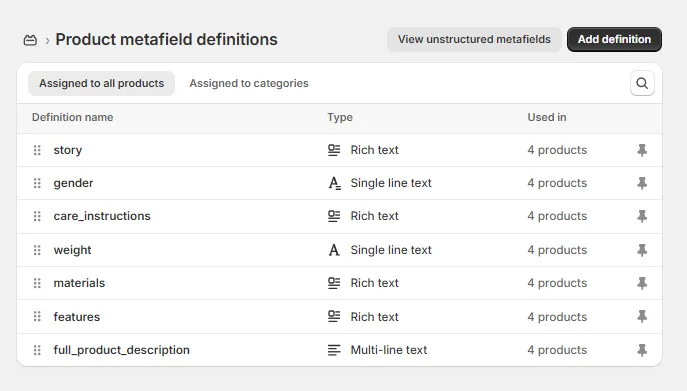 Product metafield definitions
View unstructured metafields
Add definition
Assigned to all products
Assigned to categories
Definition name Type Used in
story Rich text 4 products
gender Single line text 4 products
care_instructions Rich text 4 products
weight Single line text 4 products
materials Rich text 4 products
features Rich text 4 products
full_product_description Multi-line text 4 products